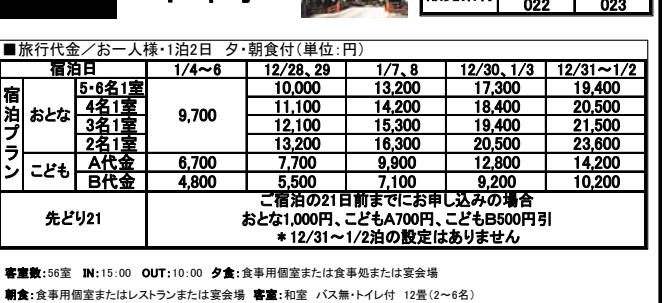 022 023
■旅行代金／お一人様・1泊2日 夕・朝食付（単位：円）
宿泊日 1/4～6 12/28、29 1/7、8 12/30、1/3 12/31～1/2
宿泊プラン おとな 5・6名1室 9,700 10,000 13,200 17,300 19,400
4名1室 11,100 14,200 18,400 20,500
3名1室 12,100 15,300 19,400 21,500
2名1室 13,200 16,300 20,500 23,600
こども A代金 6,700 7,700 9,900 12,800 14,200
B代金 4,800 5,500 7,100 9,200 10,200
先どり21 ご宿泊の21日前までにお申し込みの場合
おとな1,000円、こどもA700円、こどもB500円引
＊12/31～1/2泊の設定はありません
客室数：56室 IN：15:00 OUT：10:00 夕食：食事用個室または食事処または宴会場
朝食：食事用個室またはレストランまたは宴会場 客室：和室 バス無・トイレ付 12畳（2～6名）